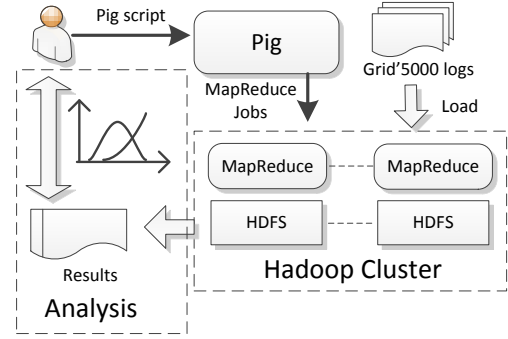 Pig script
Pig
Grid'5000 logs
MapReduce
Jobs
Load
MapReduce
MapReduce
HDFS
HDFS
Results
Hadoop Cluster
Analysis